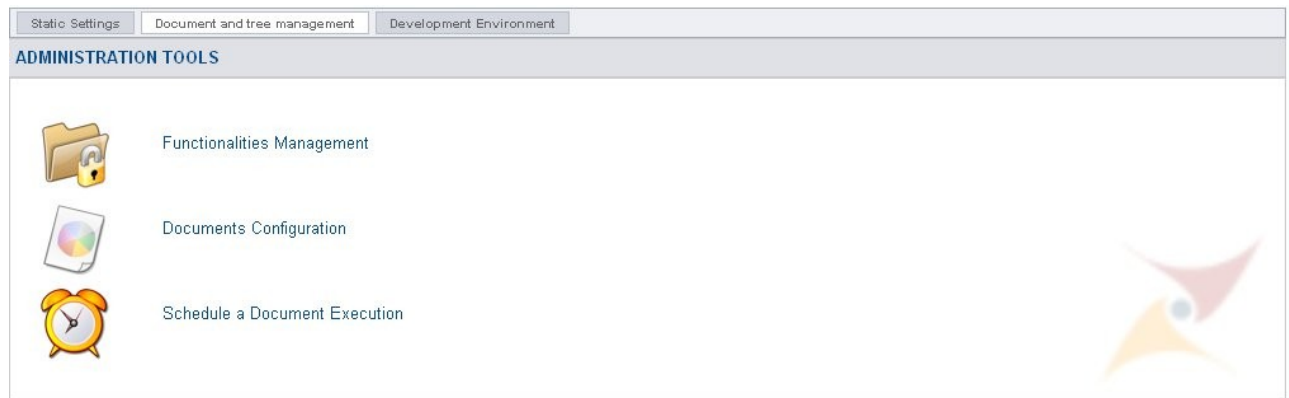 Static Settings Document and tree management Development Environment
ADMINISTRATION TOOLS
Functionalities Management
Documents Configuration
Schedule a Document Execution